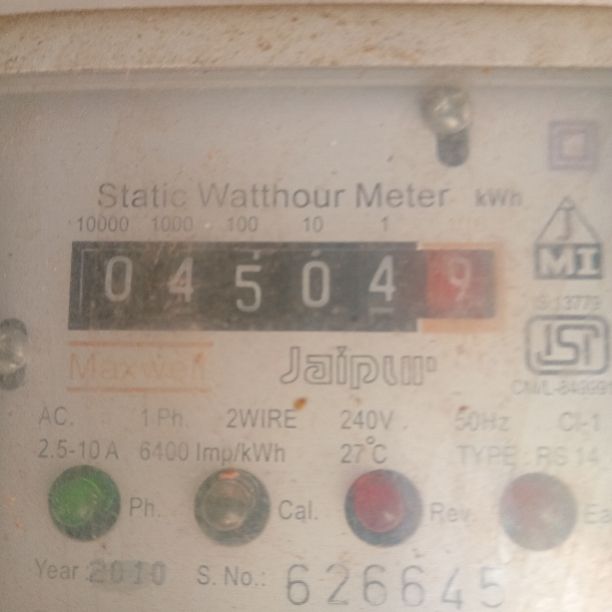 Static Watthour Meter kWh
10000 1000 100 10 1
0 4 5 0 4 9
MI
IS 13779
Maxwell Jaipur
ISI
AC. 1 Ph. 2WIRE 240V. 50Hz Cl-1
2.5-10 A 6400 Imp/kWh 27°C TYPE: RS 14
Ph. Cal. Rev.
Year 2010 S. No.: 626645